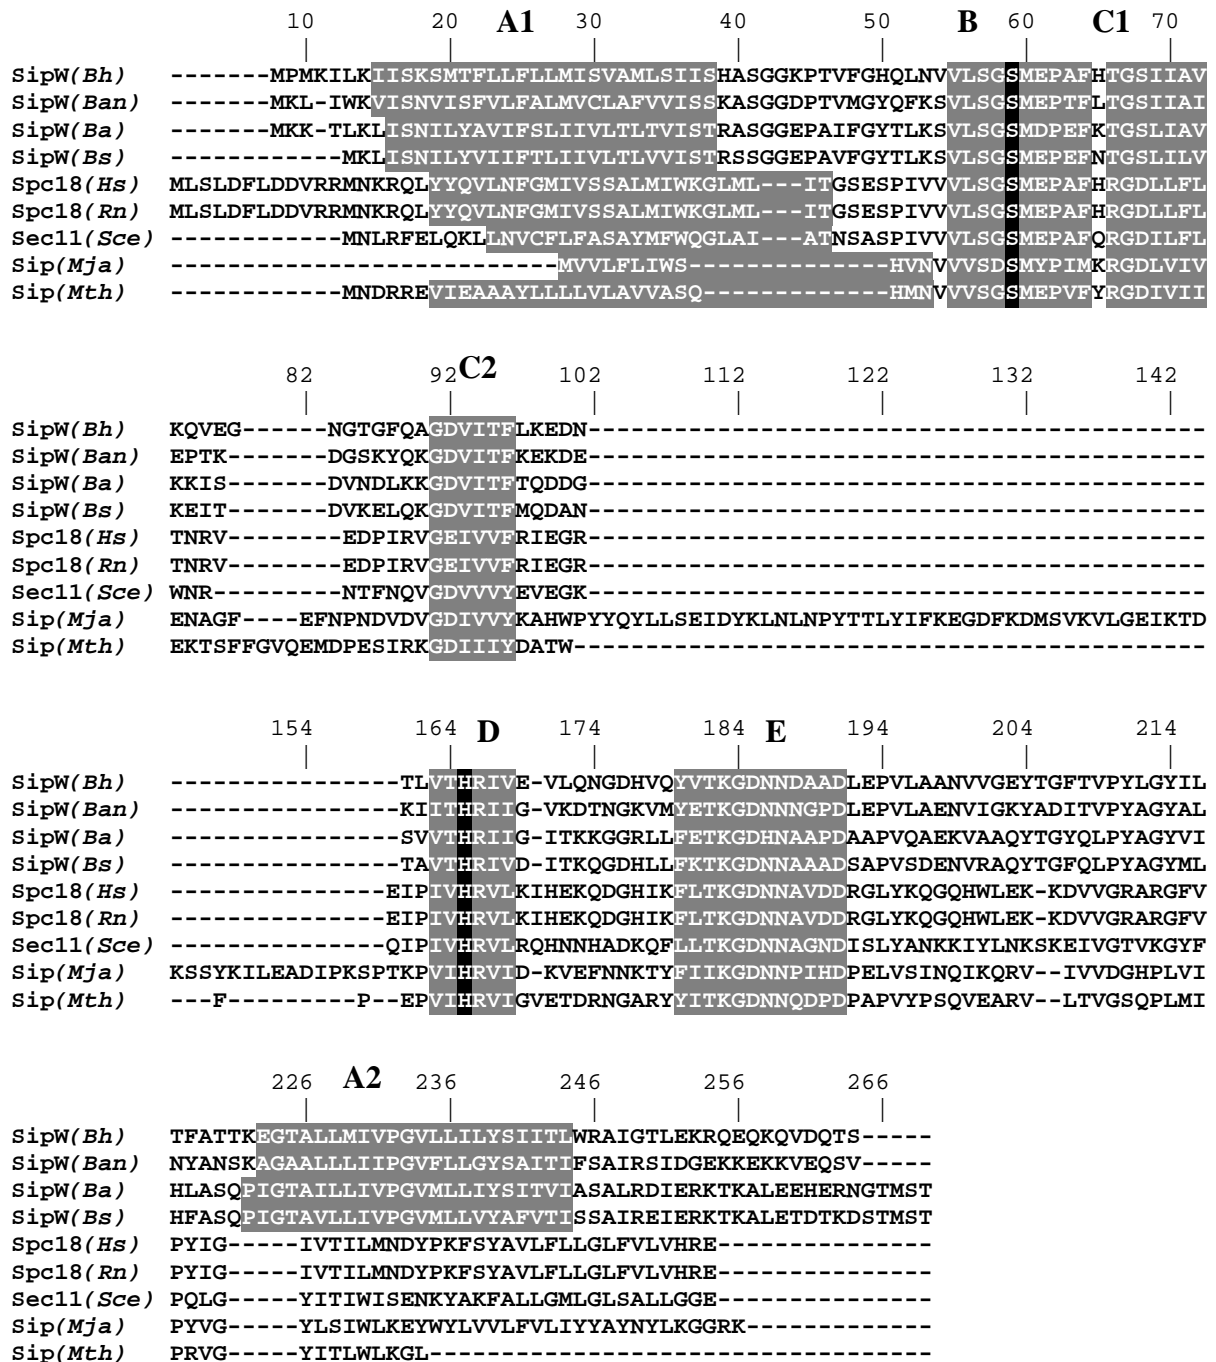 10 20 A1 30 40 50 B 60 C1 70
| | | | | | |
SipW(Bh) -------MPMKILKIISKSMTFLLFLLMISVAMLSIISHASGGKPTVFGHQLNVVLSGSMEPAFHTGSIIAV
SipW(Ban) -------MKL-IWKVISNVISFVLFALMVCLAFVVISSKASGGDPTVMGYQFKSVLSGSMEPTFLTGSIIAI
SipW(Ba) -------MKK-TLKLISNILYAVIFSLIIVLTLTVISTRASGGEPAIFGYTLKSVLSGSMDPEFKTGSLIAV
SipW(Bs) ------------MKLISNILYVIIFTLIIVLTLVVISTRSSGGEPAVFGYTLKSVLSGSMEPEFNTGSLILV
Spc18(Hs) MLSLDFLDDVRRMNKRQLYYQVLNFGMIVSSALMIWKGLML---ITGSESPIVVVLSGSMEPAFHRGDLLFL
Spc18(Rn) MLSLDFLDDVRRMNKRQLYYQVLNFGMIVSSALMIWKGLML---ITGSESPIVVVLSGSMEPAFHRGDLLFL
Sec11(Sce) ------------MNLRFELQKLLNVCFLFASAYMFWQGLAI---ATNSASPIVVVLSGSMEPAFQRGDILFL
Sip(Mja) ---------------------------MVVLFLIWS--------------HVNVVVSDSMYPIMKRGDLVIV
Sip(Mth) ------------MNDRREVIEAAAYLLLLVLAVVASQ-------------HMNVVVSGSMEPVFYRGDIVII
82 92 C2 102 112 122 132 142
| | | | | | |
SipW(Bh) KQVEG------NGTGFQAGDVITFLKEDN-------------------------------------------
SipW(Ban) EPTK-------DGSKYQKGDVITFKEKDE-------------------------------------------
SipW(Ba) KKIS-------DVNDLKKGDVITFTQDDG-------------------------------------------
SipW(Bs) KEIT-------DVKELQKGDVITFMQDAN-------------------------------------------
Spc18(Hs) TNRV--------EDPIRVGEIVVFRIEGR-------------------------------------------
Spc18(Rn) TNRV--------EDPIRVGEIVVFRIEGR-------------------------------------------
Sec11(Sce) WNR---------NTFNQVGDVVVYEVEGK-------------------------------------------
Sip(Mja) ENAGF----EFNPNDVDVGDIVVYKAHWPYYQYLLSEIDYKLNLNPYTTLYIFKEGDFKDMSVKVLGEIKTD
Sip(Mth) EKTSFFGVQEMDPESIRKGDIIIYDATW--------------------------------------------
154 164 D 174 184 E 194 204 214
| | | | | | |
SipW(Bh) ----------------TLVTHRIVE-VLQNGDHVQYVTKGDNNDAADLEPVLAANVVGEYTGFTVPYLGYIL
SipW(Ban) ----------------KIITHRIIG-VKDTNGKVMYETKGDNNNGPDLEPVLAENVIGKYADITVPYAGYAL
SipW(Ba) ----------------SVVTHRIIG-ITKKGGRLLFETKGDHNAAPDAAPVQAEKVAAQYTGYQLPYAGYVI
SipW(Bs) ----------------TAVTHRIVD-ITKQGDHLLFKTKGDNNAAADSAPVSDENVRAQYTGFQLPYAGYML
Spc18(Hs) ---------------EIPIVHRVLKIHEKQDGHIKFLTKGDNNAVDDRGLYKQGQHWLEK-KDVVGRARGFV
Spc18(Rn) ---------------EIPIVHRVLKIHEKQDGHIKFLTKGDNNAVDDRGLYKQGQHWLEK-KDVVGRARGFV
Sec11(Sce) ---------------QIPIVHRVLRQHNNHADKQFLLTKGDNNAGNDISLYANKKIYLNKSKEIVGTVKGYF
Sip(Mja) KSSYKILEADIPKSPTKPVIHRVID-KVEFNNKTYFIIKGDNNPIHDPELVSINQIKQRV--IVVDGHPLVI
Sip(Mth) ---F---------P--EPVIHRVIGVETDRNGARYYITKGDNNQDPDPAPVYPSQVEARV--LTVGSQPLMI
226 A2 236 246 256 266
| | | | |
SipW(Bh) TFATTKEGTALLMIVPGVLLILYSIITLWRAIGTLEKRQEQKQVDQTS-----
SipW(Ban) NYANSKAGAALLLIIPGVFLLGYSAITIFSAIRSIDGEKKEKKVEQSV-----
SipW(Ba) HLASQPIGTAILLIVPGVMLLIYSITVIASALRDIERKTKALEEHERNGTMST
SipW(Bs) HFASQPIGTAVLLIVPGVMLLVYAFVTISSAIREIERKTKALETDTKDSTMST
Spc18(Hs) PYIG-----IVTILMNDYPKFSYAVLFLLGLFVLVHRE---------------
Spc18(Rn) PYIG-----IVTILMNDYPKFSYAVLFLLGLFVLVHRE---------------
Sec11(Sce) PQLG-----YITIWISENKYAKFALLGMLGLSALLGGE---------------
Sip(Mja) PYVG-----YLSIWLKEYWYLVVLFVLIYYAYNYLKGGRK-------------
Sip(Mth) PRVG-----YITLWLKGL-----------------------------------